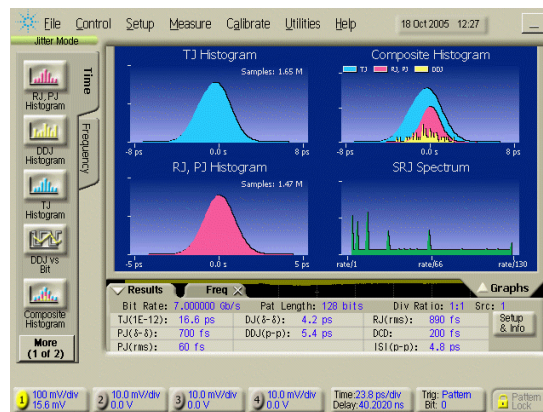 File Control Setup Measure Calibrate Utilities Help 18 Oct 2005 12:27
Jitter Mode
RJ, PJ
Histogram
DDJ
Histogram
TJ
Histogram
DDJ vs
Bit
Composite
Histogram
More
(1 of 2)
Time
Frequency
TJ Histogram
Samples: 1.65 M
-8 ps 0.0 s 8 ps
Composite Histogram
TJ RJ, PJ DDJ
-8 ps 0.0 s 8 ps
RJ, PJ Histogram
Samples: 1.47 M
-5 ps 0.0 s 5 ps
SRJ Spectrum
rate/1 rate/66 rate/130
Results Freq Graphs
Bit Rate: 7.000000 Gb/s Pat Length: 128 bits Div Ratio: 1:1 Src: 1
TJ(1E-12): 16.6 ps DJ(δ-δ): 4.2 ps RJ(rms): 890 fs
PJ(δ-δ): 700 fs DDJ(p-p): 5.4 ps DCD: 200 fs
PJ(rms): 60 fs ISI(p-p): 4.8 ps
Setup
& Info
1 100 mV/div
15.6 mV
2 10.0 mV/div
0.0 V
3 10.0 mV/div
0.0 V
4 10.0 mV/div
0.0 V
Time:23.8 ps/div
Delay:40.2020 ns
Trig: Pattern
Bit: 0
Pattern
Lock